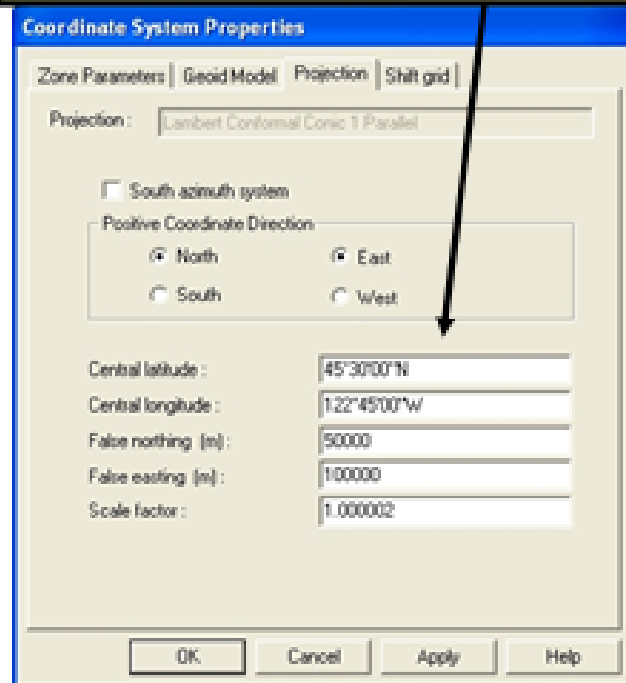 Coordinate System Properties
Zone Parameters Geoid Model Projection Shift grid
Projection : Lambert Conformal Conic 1 Parallel
South azimuth system
Positive Coordinate Direction
North East
South West
Central latitude : 45°30'00"N
Central longitude : 122°45'00"W
False northing (m) : 50000
False easting (m) : 100000
Scale factor : 1.000002
OK Cancel Apply Help